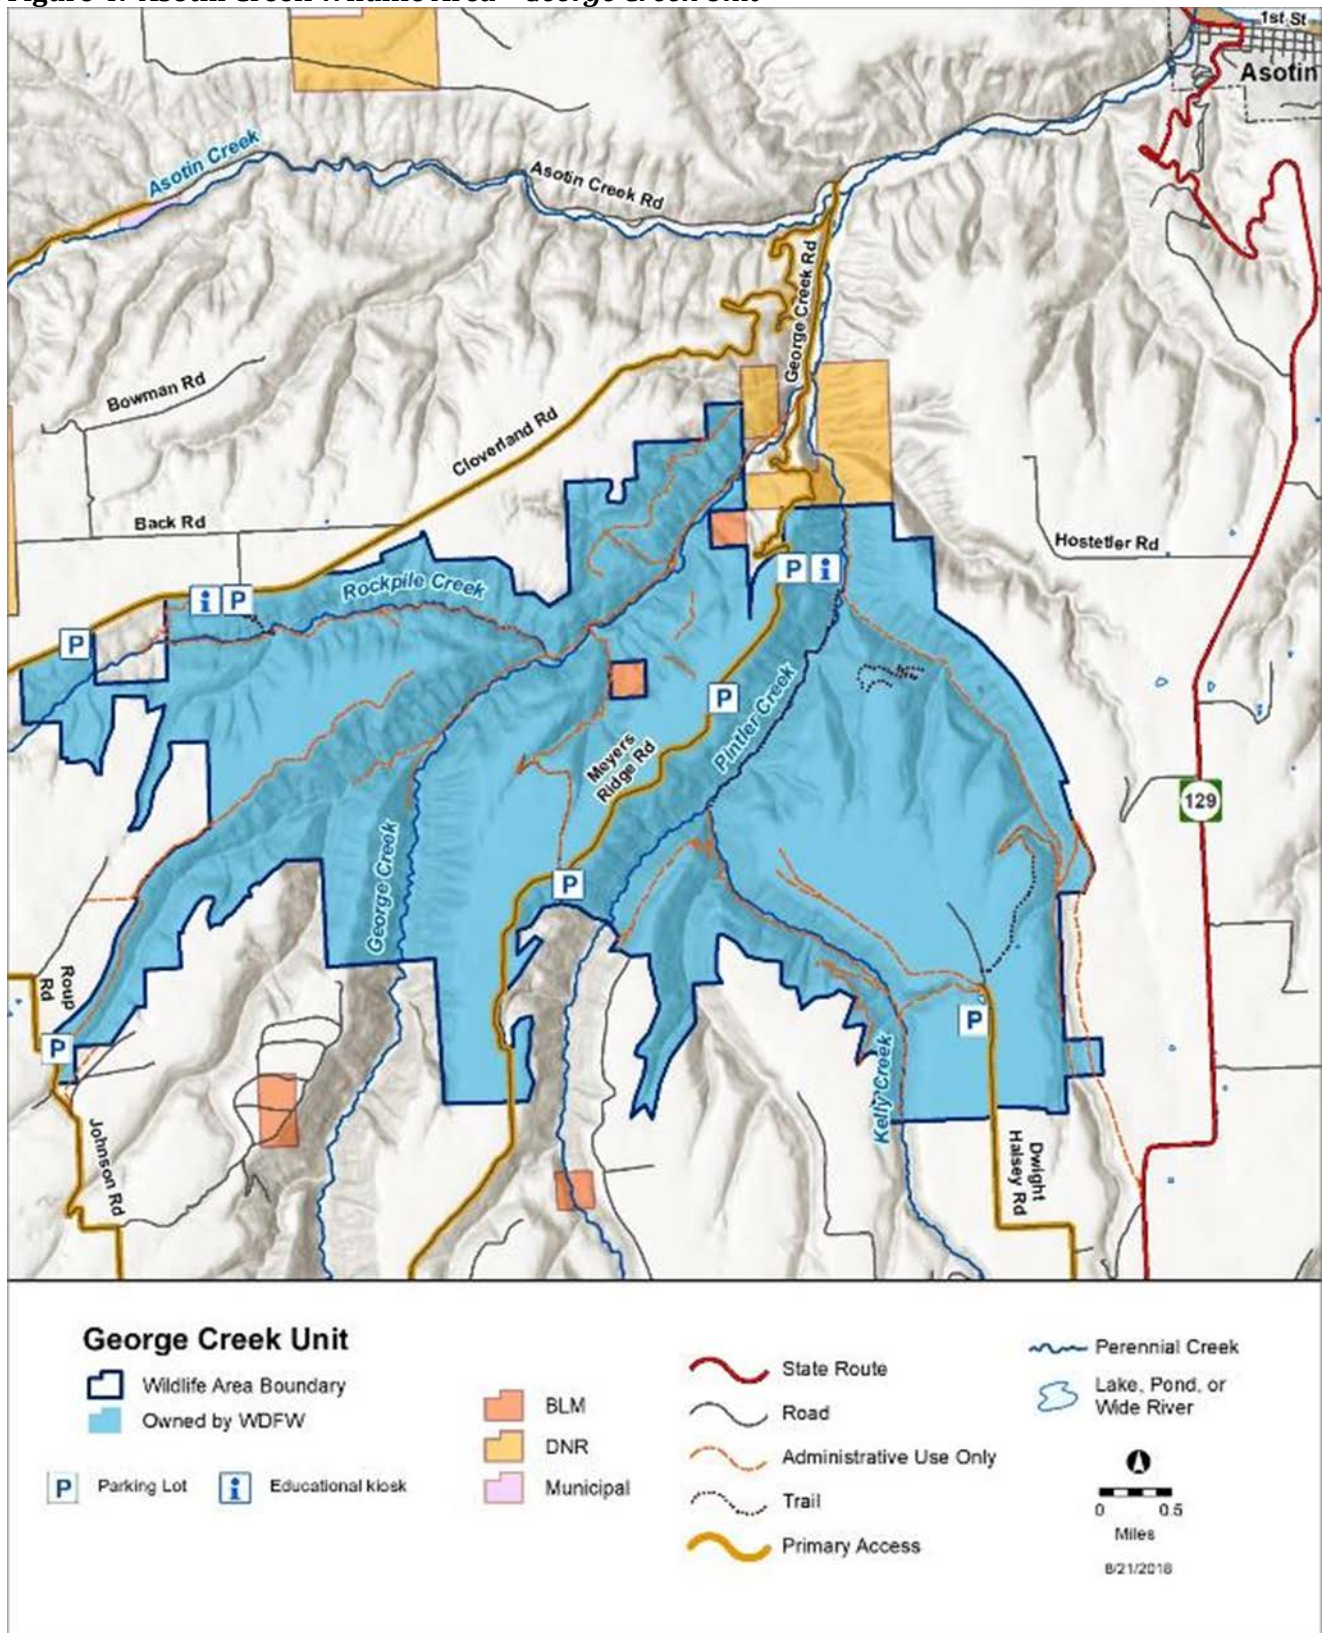 1st St
Asotin
Asotin Creek
Asotin Creek Rd
George Creek Rd
Bowman Rd
Cloverland Rd
Back Rd
Hostetler Rd
Rockpile Creek
P
i
P
i
P
P
P
Pintler Creek
Meyers
Ridge Rd
129
P
George Creek
Roup
Rd
P
P
Kelly Creek
Johnson Rd
Dwight
Halsey Rd
George Creek Unit
Wildlife Area Boundary
Owned by WDFW
P Parking Lot
i Educational kiosk
BLM
DNR
Municipal
State Route
Road
Administrative Use Only
Trail
Primary Access
Perennial Creek
Lake, Pond, or
Wide River
0 0.5
Miles
8/21/2018